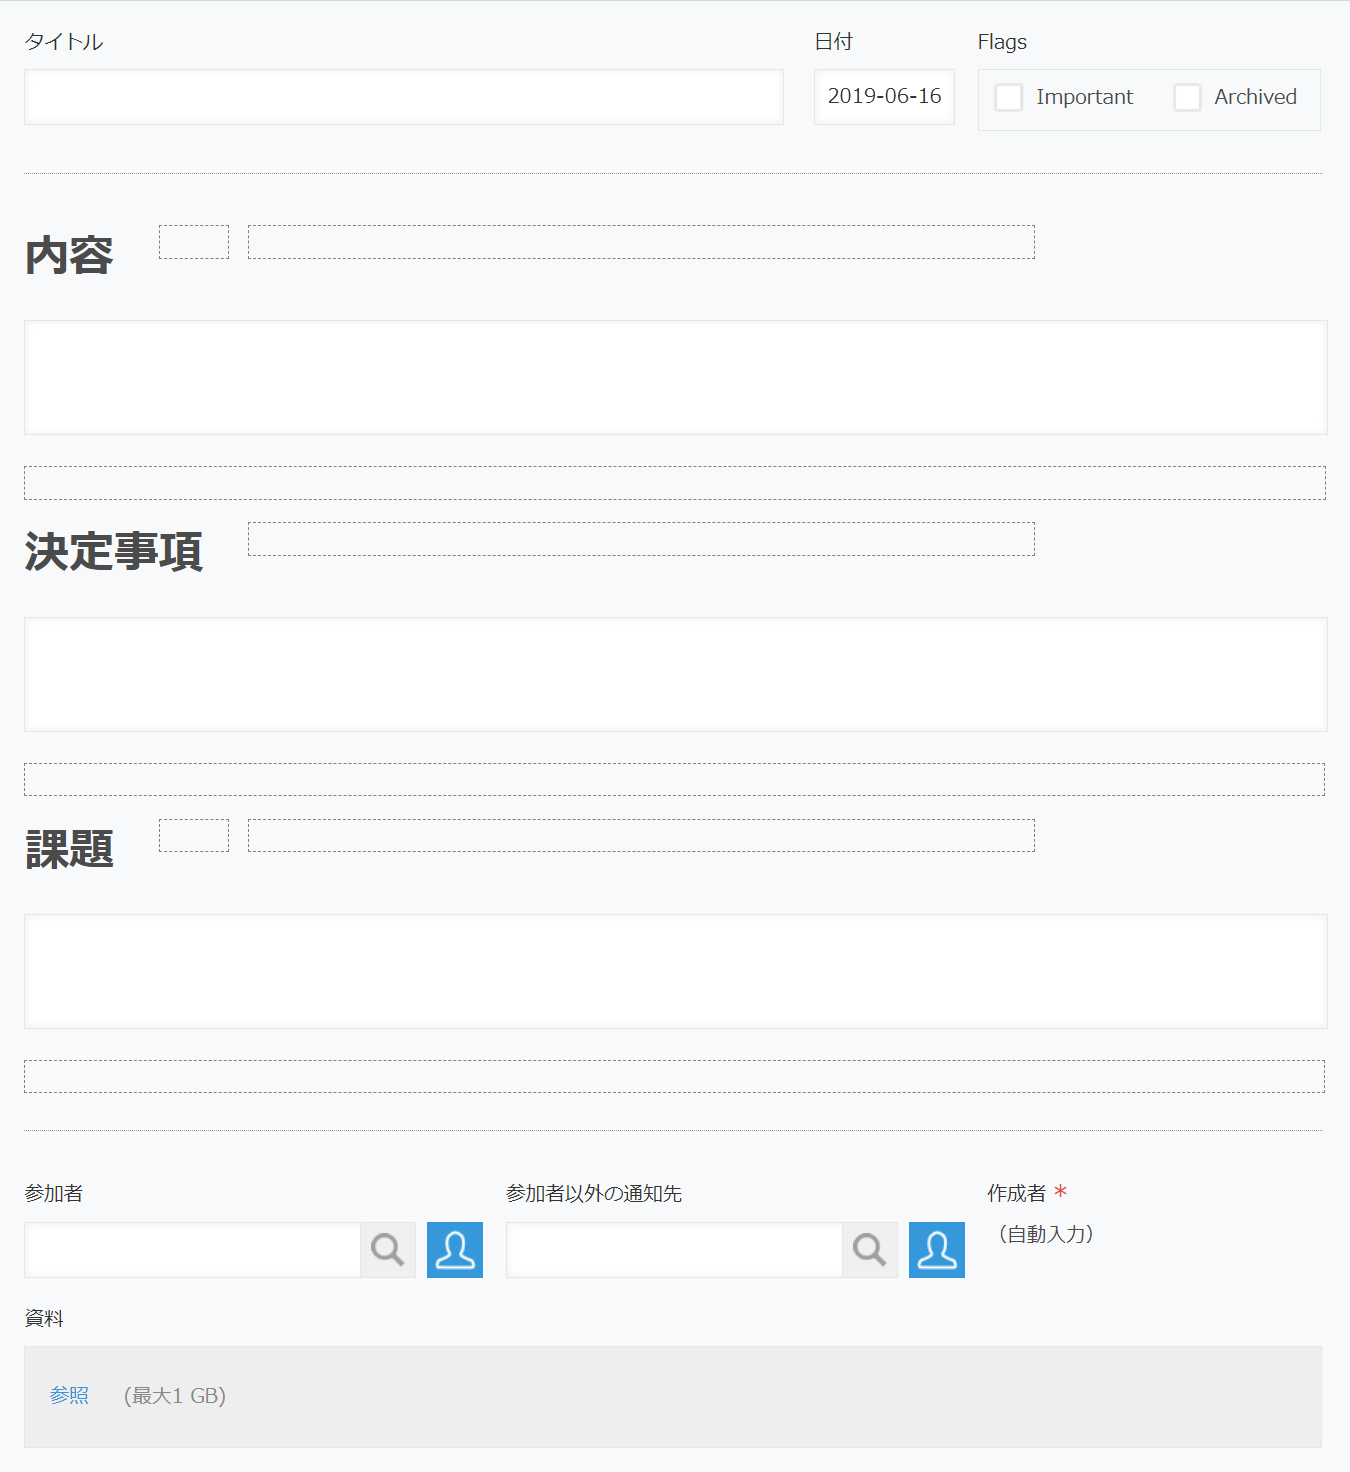 タイトル 日付 Flags
2019-06-16 Important Archived
内容
決定事項
課題
参加者 参加者以外の通知先 作成者 *
（自動入力）
資料
参照 (最大1 GB)